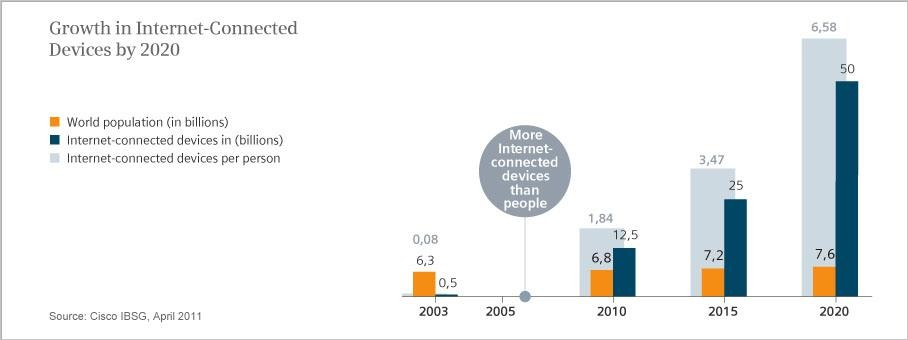 Growth in Internet-Connected
Devices by 2020
World population (in billions)
Internet-connected devices in (billions)
Internet-connected devices per person
More
Internet-
connected
devices
than
people
0,08
6,3
0,5
1,84
6,8
12,5
3,47
7,2
25
6,58
7,6
50
2003
2005
2010
2015
2020
Source: Cisco IBSG, April 2011